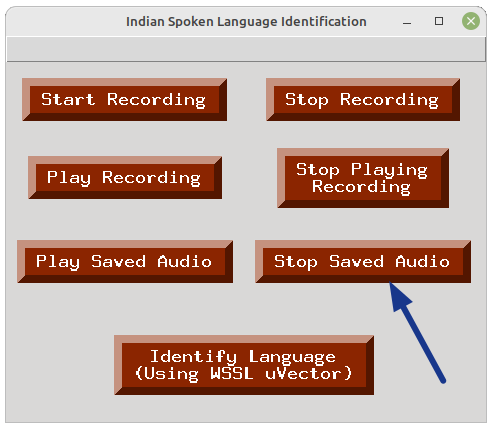 Indian Spoken Language Identification
Start Recording
Stop Recording
Play Recording
Stop Playing
Recording
Play Saved Audio
Stop Saved Audio
Identify Language
(Using WSSL uVector)